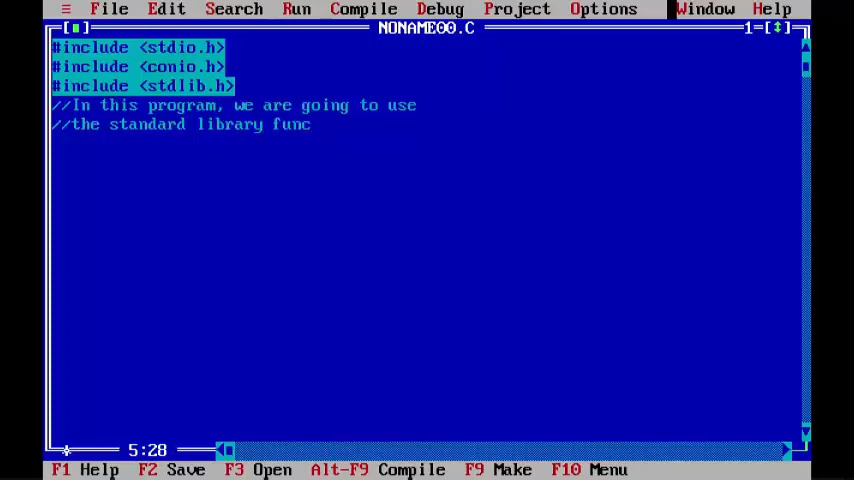 ≡ File Edit Search Run Compile Debug Project Options Window Help
[■] NONAME00.C 1=[↕]
#include <stdio.h>
#include <conio.h>
#include <stdlib.h>
//In this program, we are going to use
//the standard library func
* 5:28
F1 Help F2 Save F3 Open Alt-F9 Compile F9 Make F10 Menu